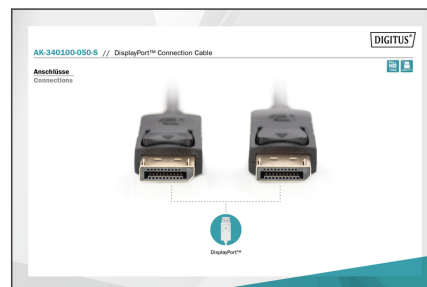 DIGITUS®
AK-340100-050-S // DisplayPort™ Connection Cable
Anschlüsse
Connections
DisplayPort™